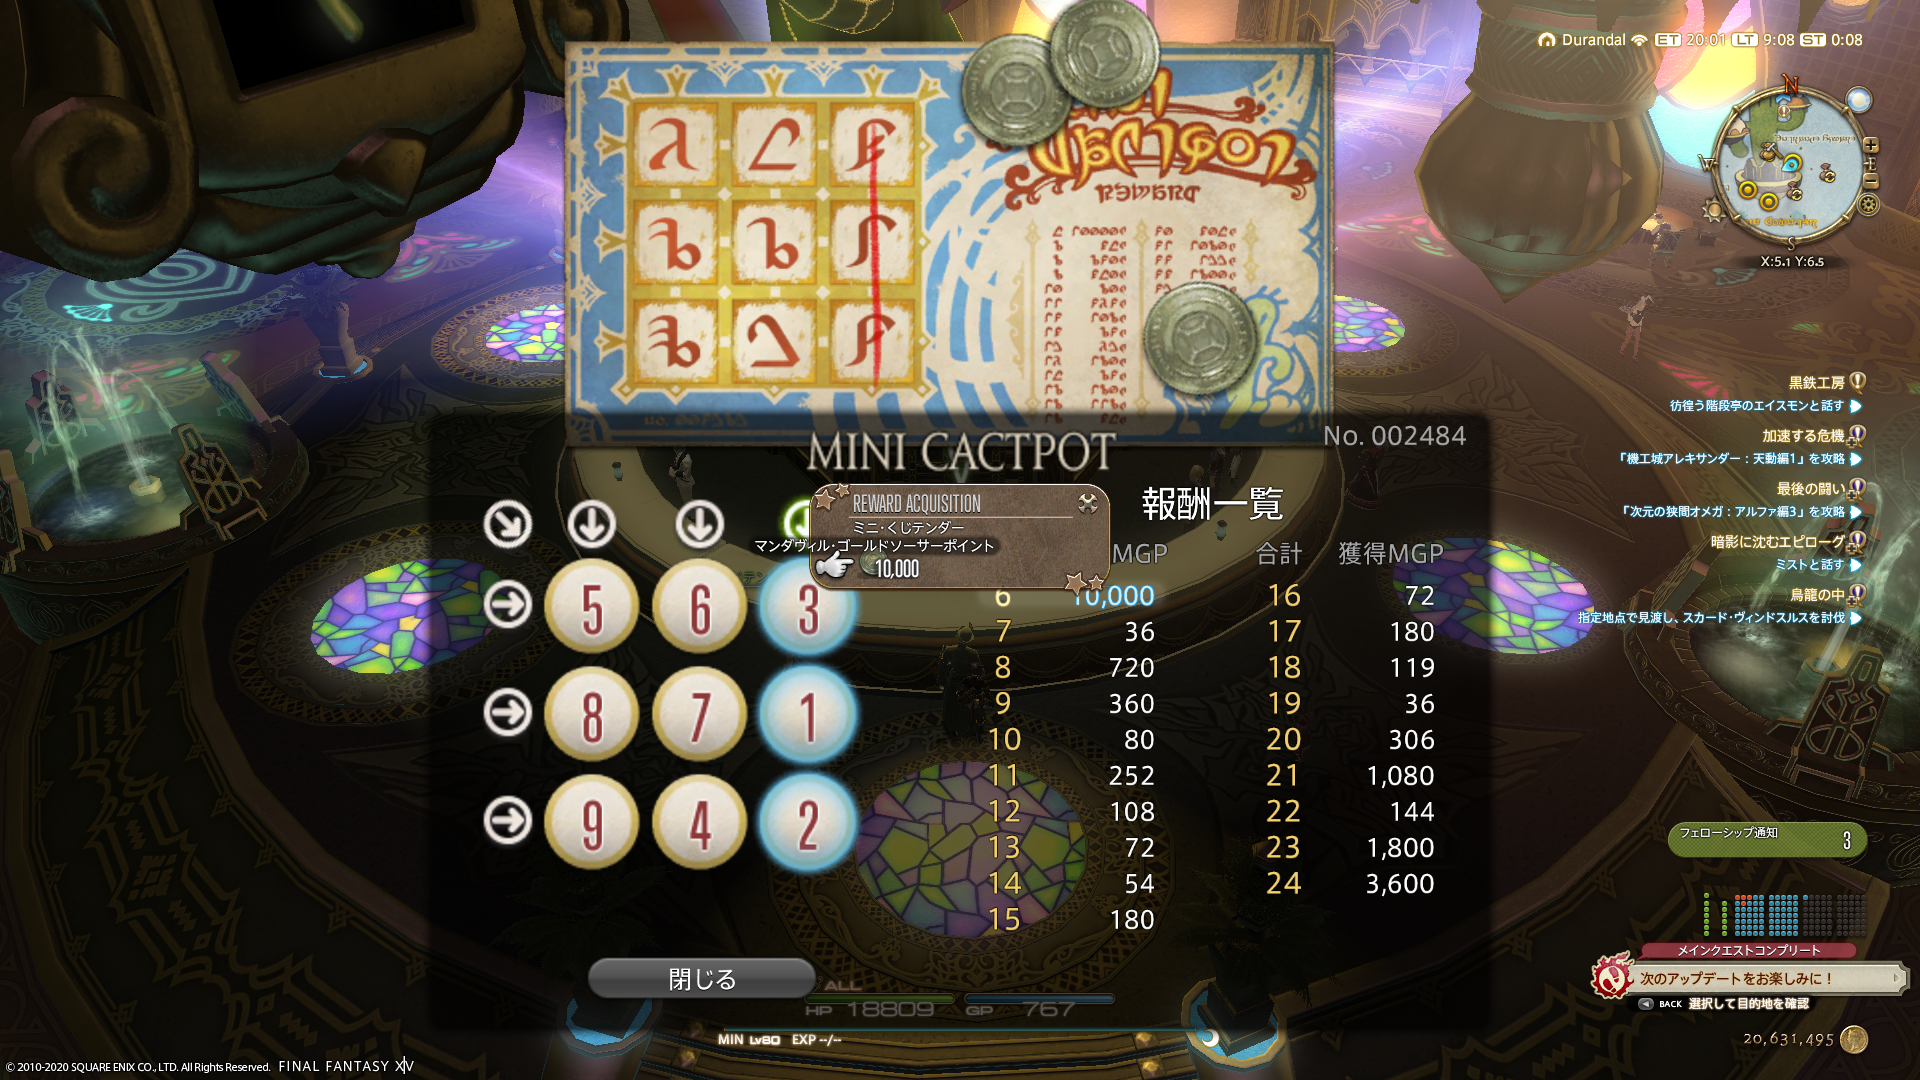 Durandal ET 20:01 LT 9:08 ST 0:08
N
W
E
S
X:5.1 Y:6.5
MINI CACTPOT
No. 002484
REWARD ACQUISITION
ミニ・くじテンダー
マンダヴィル・ゴールドソーサーポイント
10,000
報酬一覧
MGP 合計 獲得MGP
5 6 3
8 7 1
9 4 2
6 10,000 16 72
7 36 17 180
8 720 18 119
9 360 19 36
10 80 20 306
11 252 21 1,080
12 108 22 144
13 72 23 1,800
14 54 24 3,600
15 180
閉じる
黒鉄工房
彷徨う階段亭のエイスモンと話す
加速する危機
「機工城アレキサンダー：天動編1」を攻略
最後の闘い
「次元の狭間オメガ：アルファ編3」を攻略
暗影に沈むエピローグ
ミストと話す
鳥籠の中
指定地点で見渡し、スカード・ヴィンドスルスを討伐
フェローシップ通知 3
メインクエストコンプリート
次のアップデートをお楽しみに！
BACK 選択して目的地を確認
20,631,495
ALL
HP 18809 GP 767
MIN Lv80 EXP --/--
© 2010-2020 SQUARE ENIX CO., LTD. All Rights Reserved. FINAL FANTASY XIV